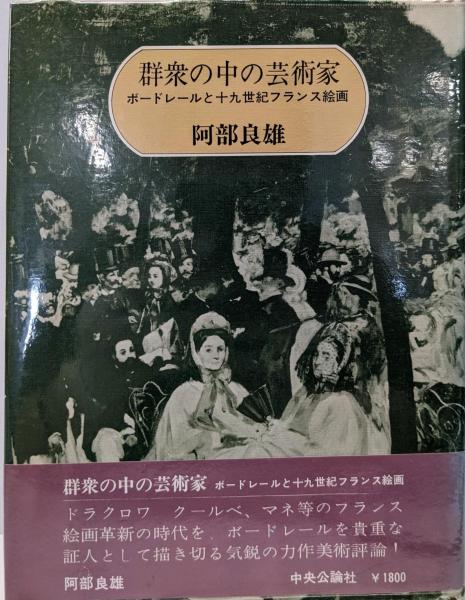 群衆の中の芸術家
ボードレールと十九世紀フランス絵画
阿部良雄
群衆の中の芸術家 ボードレールと十九世紀フランス絵画
ドラクロワ クールベ、マネ等のフランス
絵画革新の時代を、ボードレールを貴重な
証人として描き切る気鋭の力作美術評論!
阿部良雄 中央公論社 ¥1800